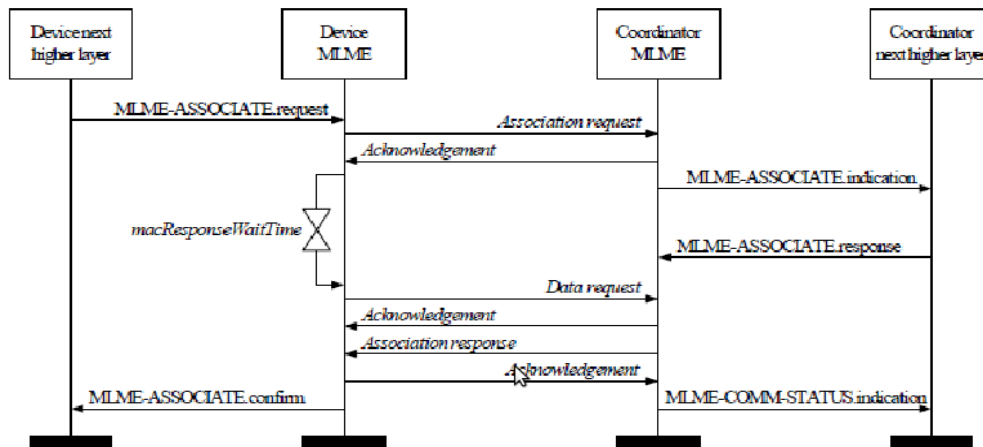 Device next
higher layer
Device
MLME
Coordinator
MLME
Coordinator
next higher layer
MLME-ASSOCIATE.request
Association request
Acknowledgement
MLME-ASSOCIATE.indication
macResponseWaitTime
MLME-ASSOCIATE.response
Data request
Acknowledgement
Association response
Acknowledgement
MLME-ASSOCIATE.confirm
MLME-COMM-STATUS.indication